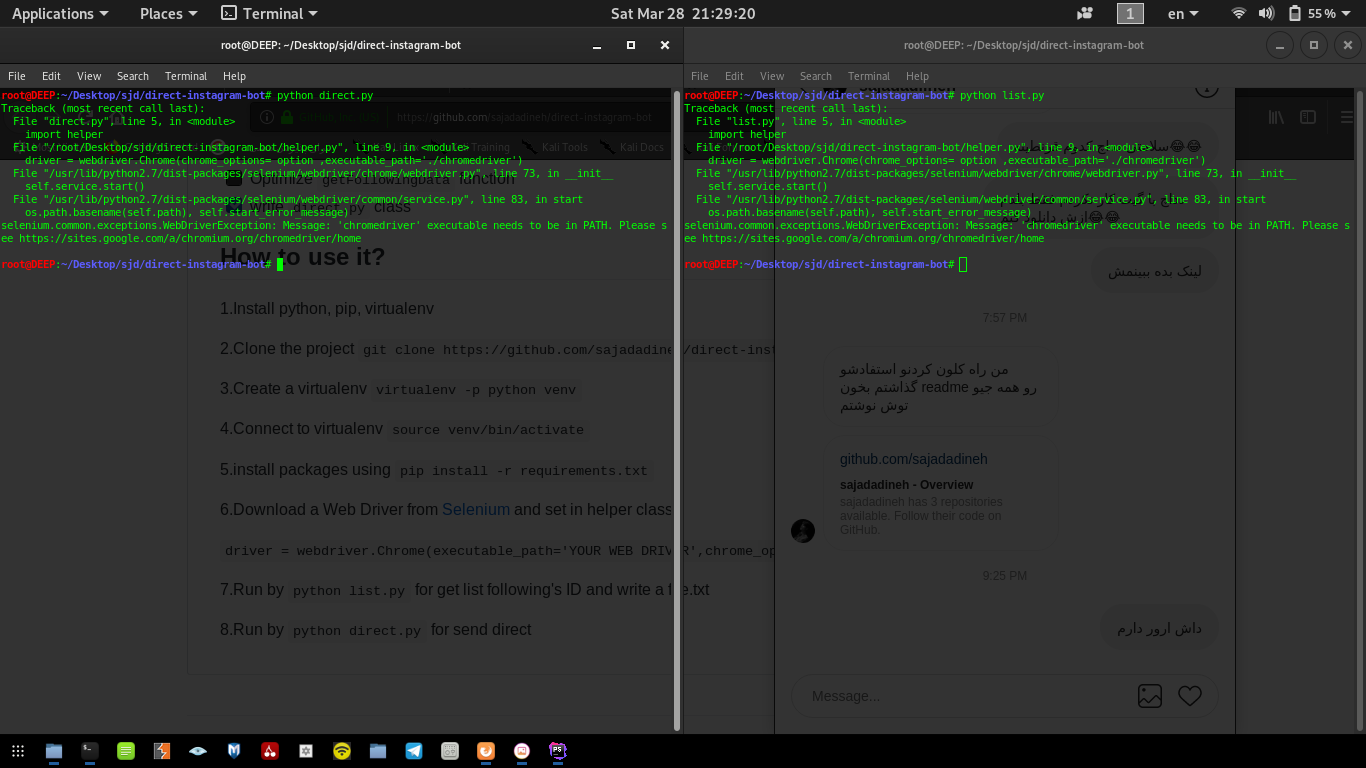 Applications Places Terminal Sat Mar 28 21:29:20 1 en 55 %
root@DEEP: ~/Desktop/sjd/direct-instagram-bot
File Edit View Search Terminal Help
root@DEEP:~/Desktop/sjd/direct-instagram-bot# python direct.py
Traceback (most recent call last):
File "direct.py", line 5, in <module>
import helper
File "/root/Desktop/sjd/direct-instagram-bot/helper.py", line 9, in <module>
driver = webdriver.Chrome(chrome_options= option ,executable_path='./chromedriver')
File "/usr/lib/python2.7/dist-packages/selenium/webdriver/chrome/webdriver.py", line 73, in __init__
self.service.start()
File "/usr/lib/python2.7/dist-packages/selenium/webdriver/common/service.py", line 83, in start
os.path.basename(self.path), self.start_error_message)
selenium.common.exceptions.WebDriverException: Message: 'chromedriver' executable needs to be in PATH. Please s
ee https://sites.google.com/a/chromium.org/chromedriver/home
root@DEEP:~/Desktop/sjd/direct-instagram-bot#
https://github.com/sajadadineh/direct-instagram-bot
Training Kali Tools Kali Docs
Optimize getFollowingData function
direct.py class
How to use it?
1.Install python, pip, virtualenv
2.Clone the project git clone https://github.com/sajadadine/direct-inst
3.Create a virtualenv virtualenv -p python venv
4.Connect to virtualenv source venv/bin/activate
5.install packages using pip install -r requirements.txt
6.Download a Web Driver from Selenium and set in helper class
driver = webdriver.Chrome(executable_path='YOUR WEB DRIVER',chrome_op
7.Run by python list.py for get list following's ID and write a file.txt
8.Run by python direct.py for send direct
root@DEEP: ~/Desktop/sjd/direct-instagram-bot
File Edit View Search Terminal Help
root@DEEP:~/Desktop/sjd/direct-instagram-bot# python list.py
Traceback (most recent call last):
File "list.py", line 5, in <module>
import helper
File "/root/Desktop/sjd/direct-instagram-bot/helper.py", line 9, in <module>
driver = webdriver.Chrome(chrome_options= option ,executable_path='./chromedriver')
File "/usr/lib/python2.7/dist-packages/selenium/webdriver/chrome/webdriver.py", line 73, in __init__
self.service.start()
File "/usr/lib/python2.7/dist-packages/selenium/webdriver/common/service.py", line 83, in start
os.path.basename(self.path), self.start_error_message)
selenium.common.exceptions.WebDriverException: Message: 'chromedriver' executable needs to be in PATH. Please s
ee https://sites.google.com/a/chromium.org/chromedriver/home
root@DEEP:~/Desktop/sjd/direct-instagram-bot#
لینک بده ببینمش
7:57 PM
من راه کلون کردنو استفادشو
رو همه جیو readme گذاشتم بخون
توش نوشتم
github.com/sajadadineh
sajadadineh - Overview
sajadadineh has 3 repositories
available. Follow their code on
GitHub.
9:25 PM
داش ارور دارم
Message...